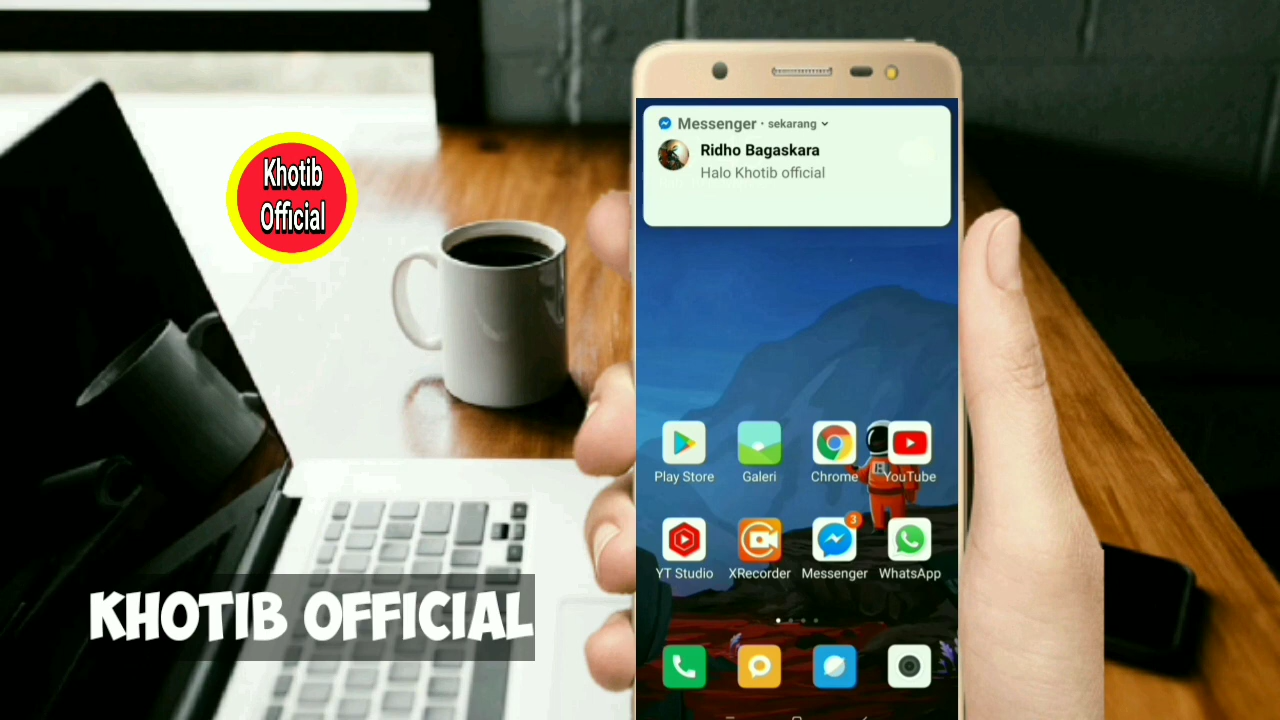 Khotib
Official
Messenger · sekarang
Ridho Bagaskara
Halo Khotib official
Play Store Galeri Chrome YouTube
3
YT Studio XRecorder Messenger WhatsApp
KHOTIB OFFICIAL